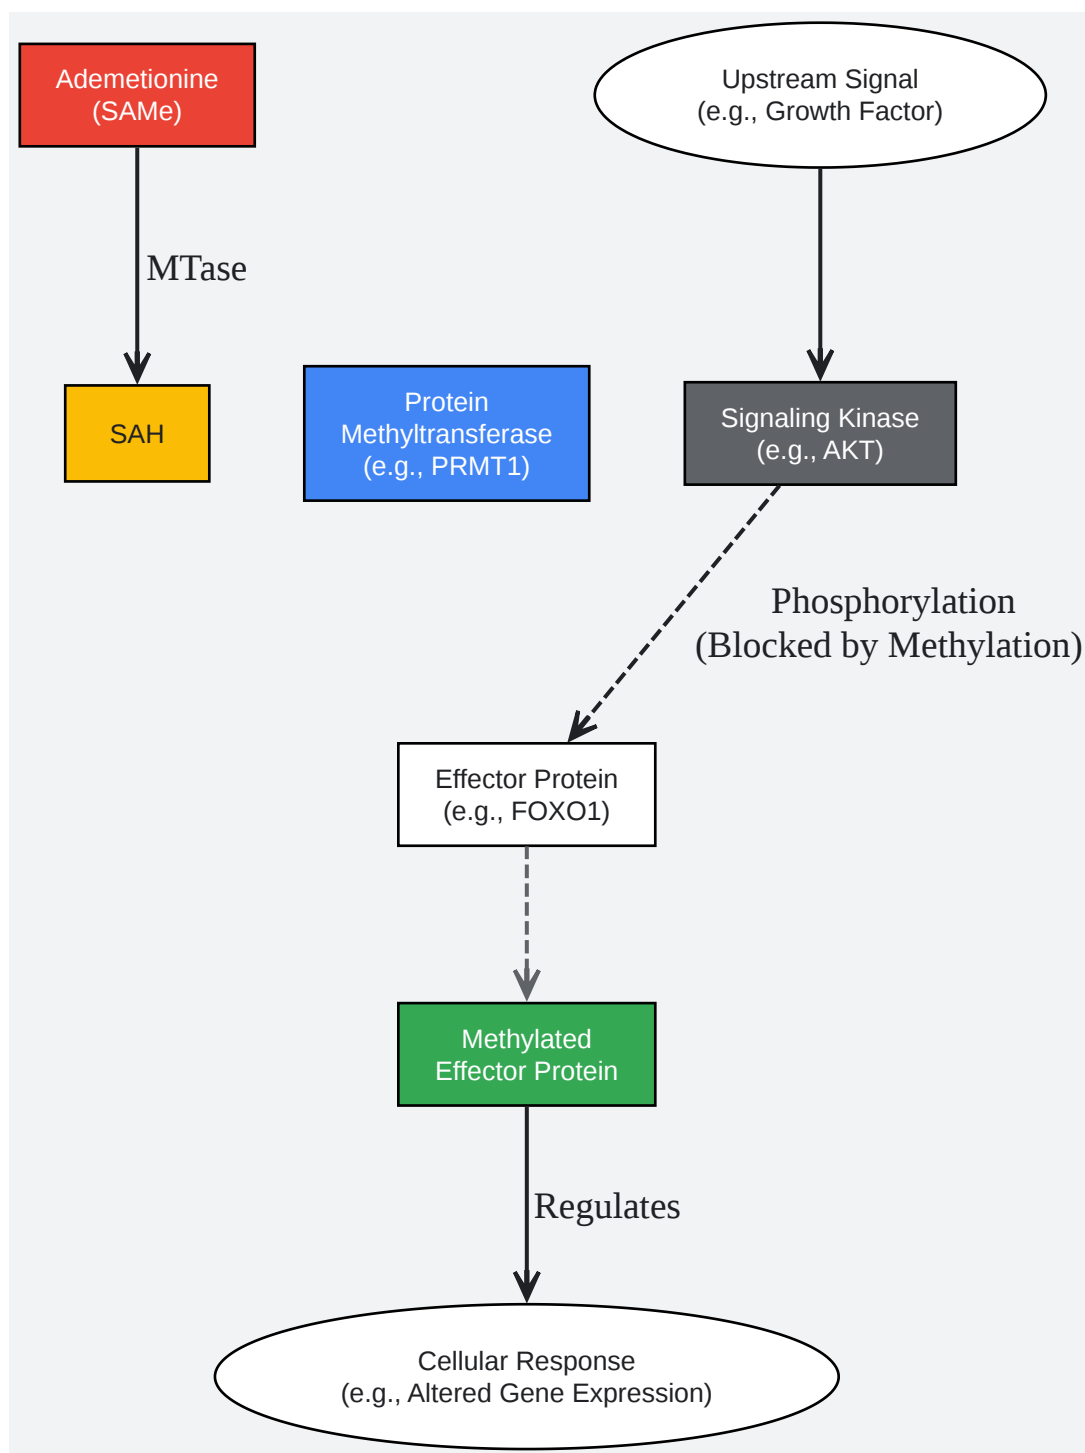 Ademetionine
(SAMe)
Upstream Signal
(e.g., Growth Factor)
MTase
SAH
Protein
Methyltransferase
(e.g., PRMT1)
Signaling Kinase
(e.g., AKT)
Phosphorylation
(Blocked by Methylation)
Effector Protein
(e.g., FOXO1)
Methylated
Effector Protein
Regulates
Cellular Response
(e.g., Altered Gene Expression)